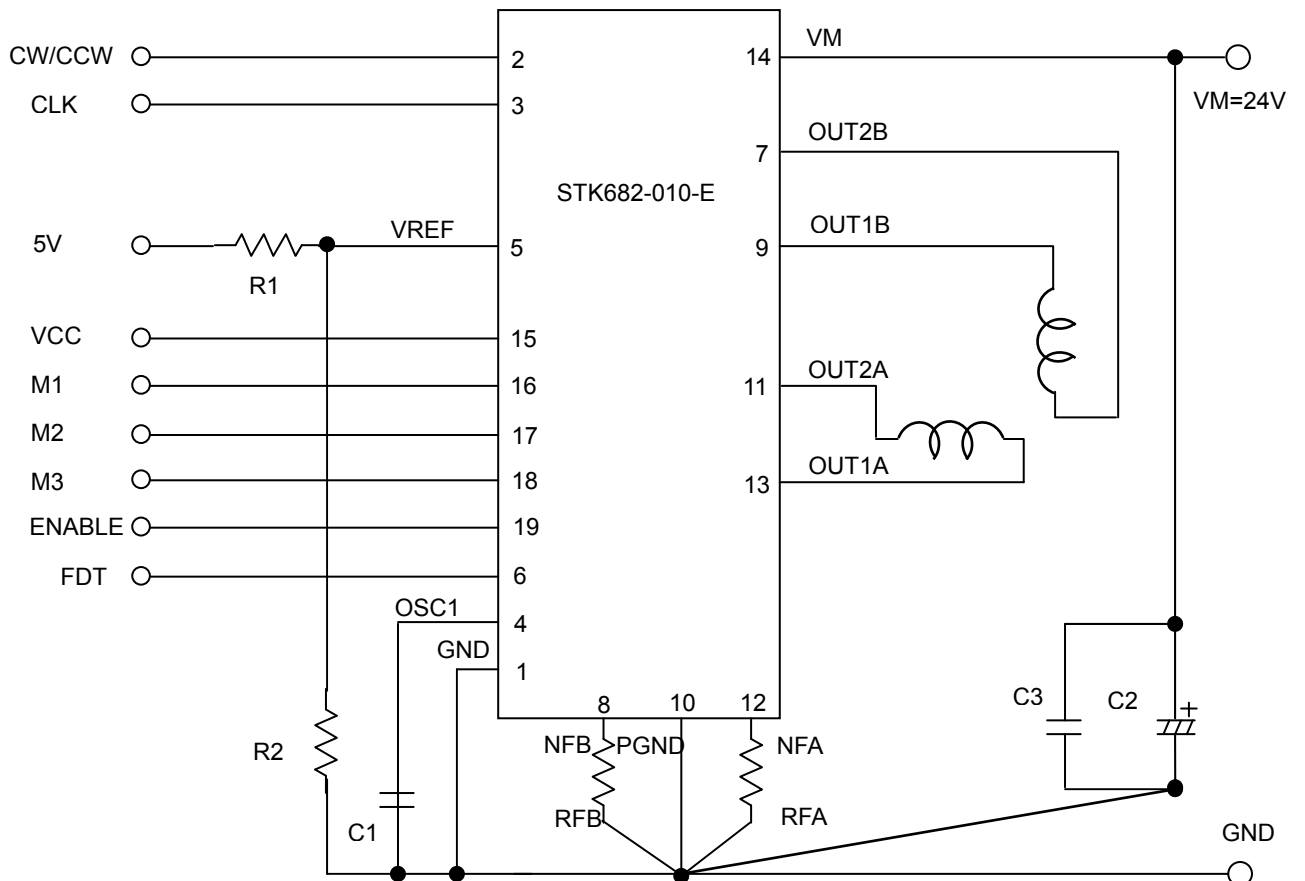 CW/CCW 2 14 VM
CLK 3 VM=24V
7 OUT2B
STK682-010-E
5V R1 VREF 5 9 OUT1B
VCC 15
M1 16 11 OUT2A
M2 17
M3 18 13 OUT1A
ENABLE 19
FDT 6
OSC1 4
GND 1
8 10 12
C3 C2 +
R2 NFB PGND NFA
C1 RFB RFA
GND